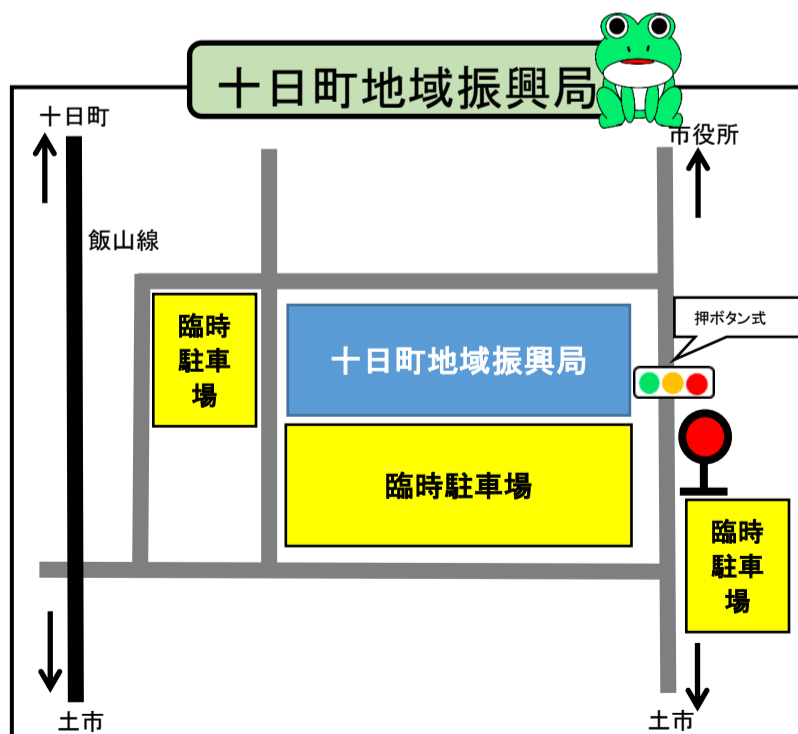 十日町地域振興局
十日町
市役所
飯山線
押ボタン式
臨時
駐車
場
十日町地域振興局
臨時駐車場
臨時
駐車
場
土市
土市